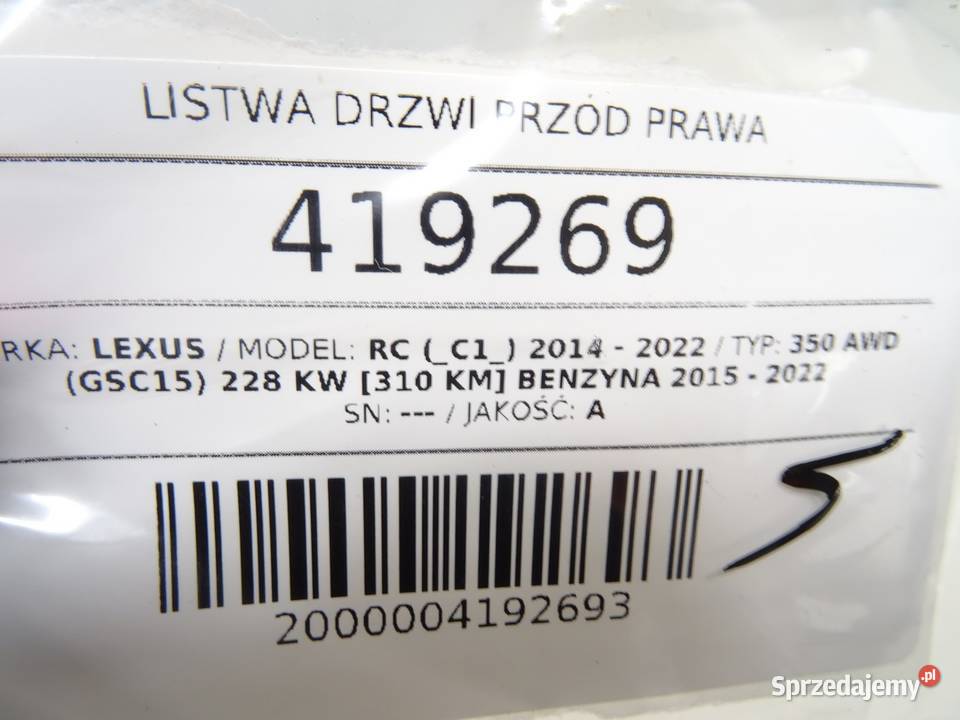 LISTWA DRZWI PRZÓD PRAWA
419269
RKA: LEXUS / MODEL: RC (_C1_) 2014 - 2022 / TYP: 350 AWD
(GSC15) 228 KW [310 KM] BENZYNA 2015 - 2022
SN: --- / JAKOŚĆ: A
S
2000004192693
Sprzedajemy.pl